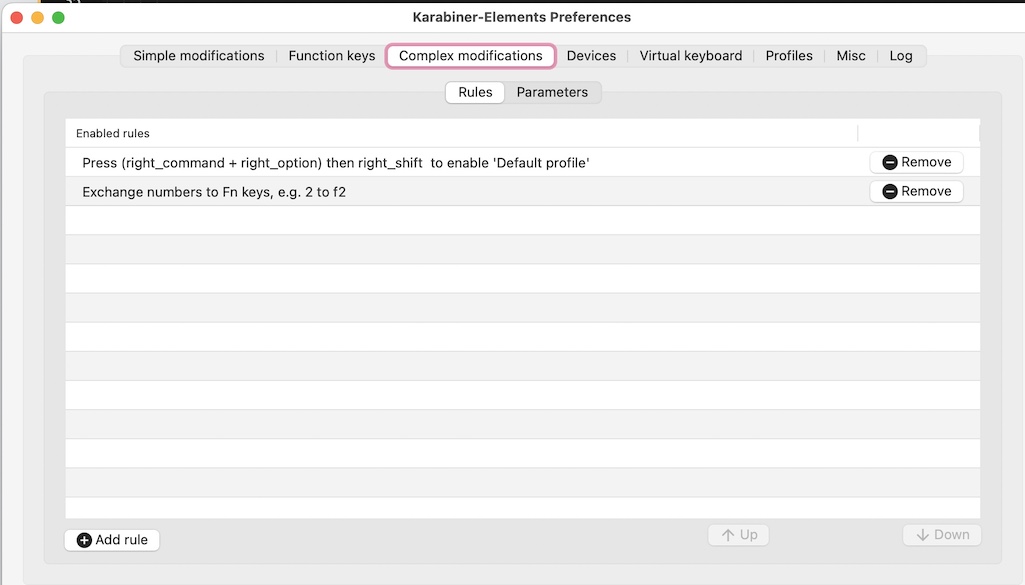 Karabiner-Elements Preferences
Simple modifications Function keys Complex modifications Devices Virtual keyboard Profiles Misc Log
Rules Parameters
Enabled rules
Press (right_command + right_option) then right_shift  to enable 'Default profile' Remove
Exchange numbers to Fn keys, e.g. 2 to f2 Remove
Add rule Up Down